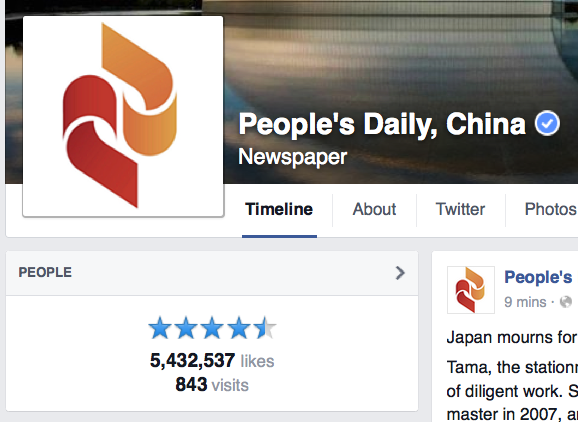 People's Daily, China
Newspaper
Timeline
About
Twitter
Photos
PEOPLE
5,432,537 likes
843 visits
People's
9 mins ·
Japan mourns for
Tama, the
of diligent work. S
master in 2007,